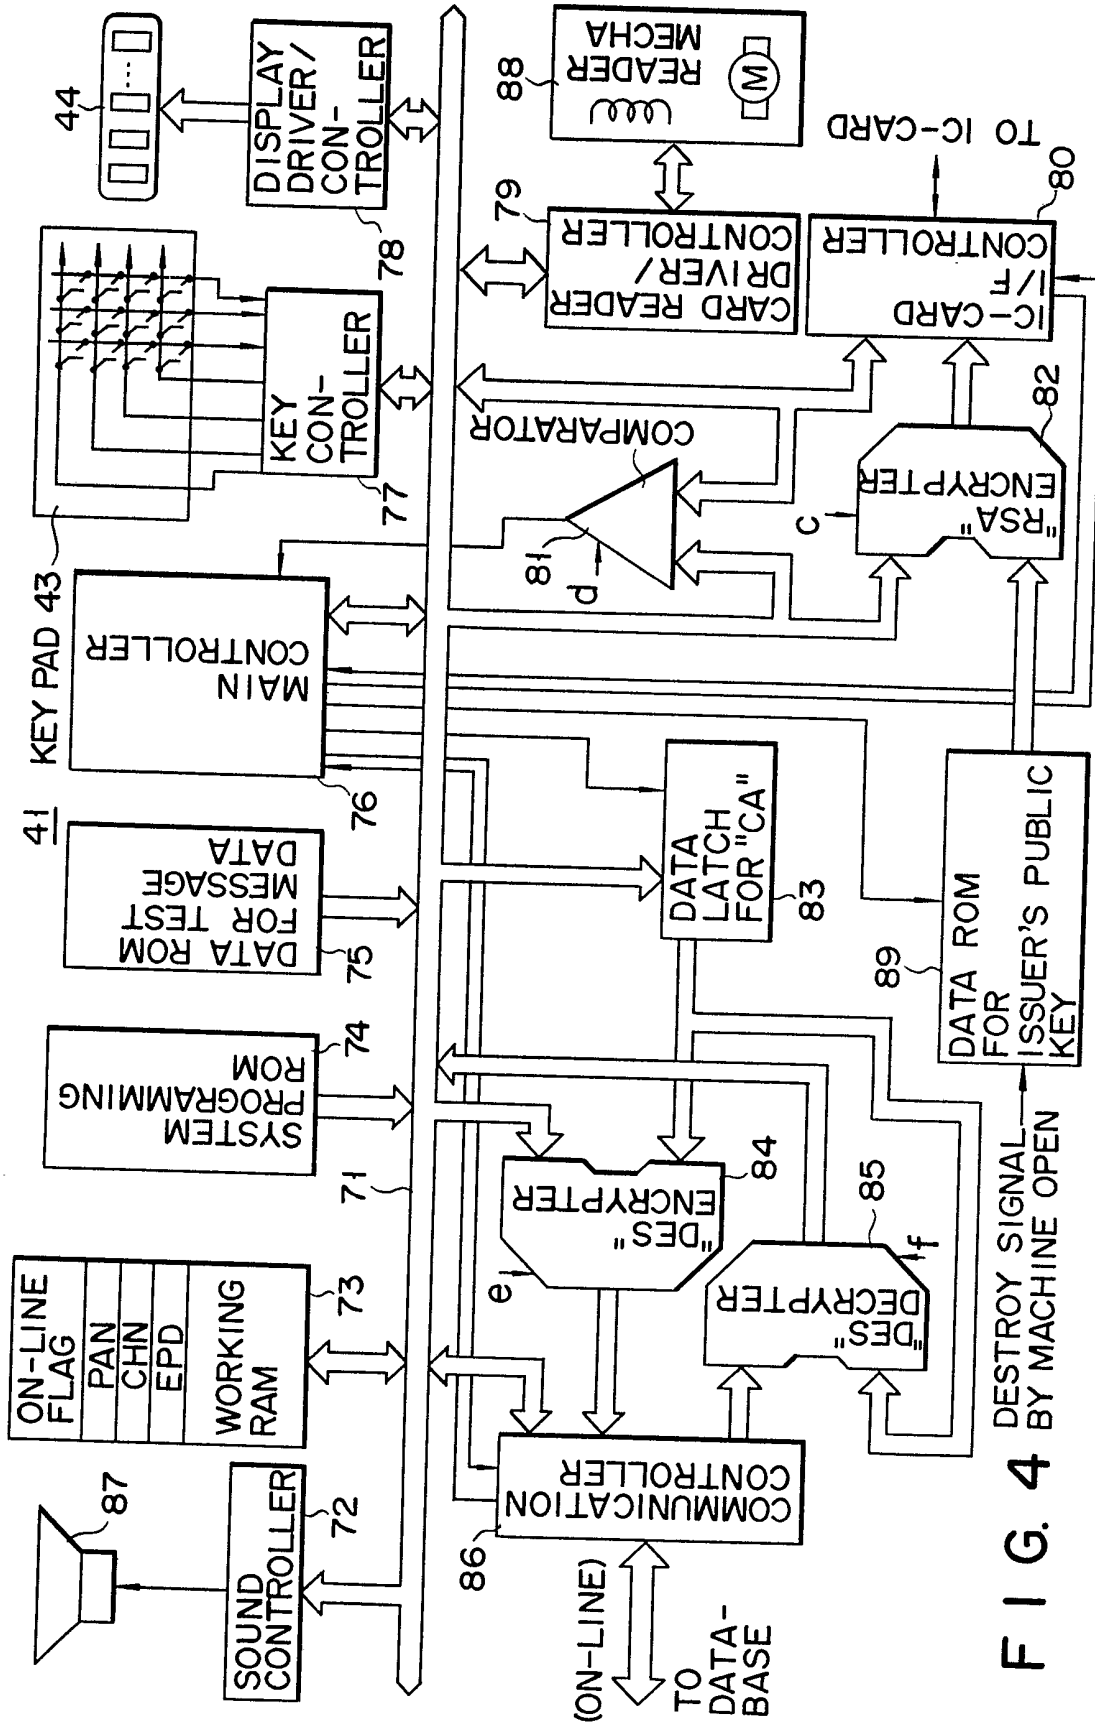 87
SOUND
CONTROLLER
72
ON-LINE
FLAG
PAN
CHN
EPD
WORKING
RAM
73
SYSTEM
PROGRAMMING
ROM
74
DATA ROM
FOR TEST
MESSAGE
DATA
75
41
MAIN
CONTROLLER
76
KEY PAD 43
KEY
CON-
TROLLER
77
44
DISPLAY
DRIVER/
CON-
TROLLER
78
71
(ON-LINE)
TO
DATA-
BASE
COMMUNICATION
CONTROLLER
86
e
"DES"
ENCRYPTER
84
"DES"
DECRYPTER
85
f
DATA
LATCH
FOR "CA"
83
81
d
COMPARATOR
CARD READER
DRIVER/
CONTROLLER
79
READER
MECHA
M
88
IC-CARD
I/F
CONTROLLER
80
TO IC-CARD
c
"RSA"
ENCRYPTER
82
89
DATA ROM
FOR
ISSUER'S PUBLIC
KEY
DESTROY SIGNAL
BY MACHINE OPEN
FIG. 4